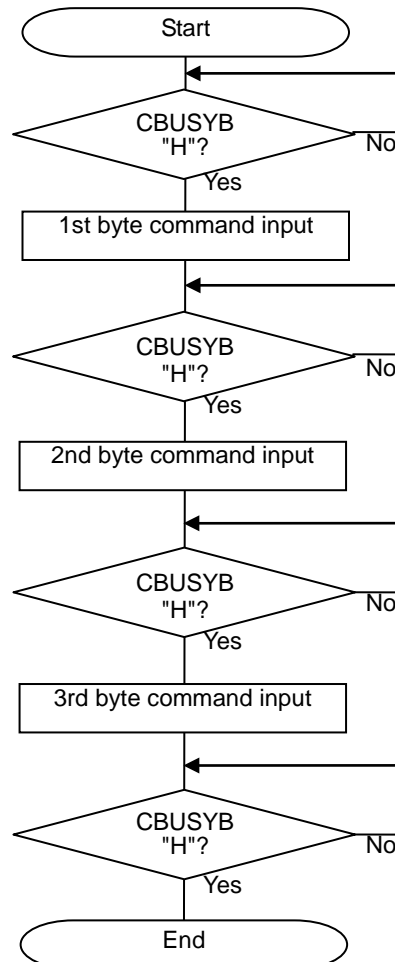 Start
CBUSYB
"H"?
No
Yes
1st byte command input
CBUSYB
"H"?
No
Yes
2nd byte command input
CBUSYB
"H"?
No
Yes
3rd byte command input
CBUSYB
"H"?
No
Yes
End